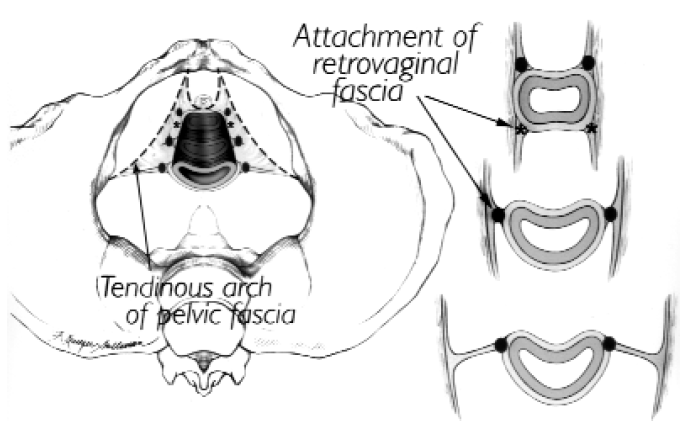 Attachment of
retrovaginal
fascia
Tendinous arch
of pelvic fascia